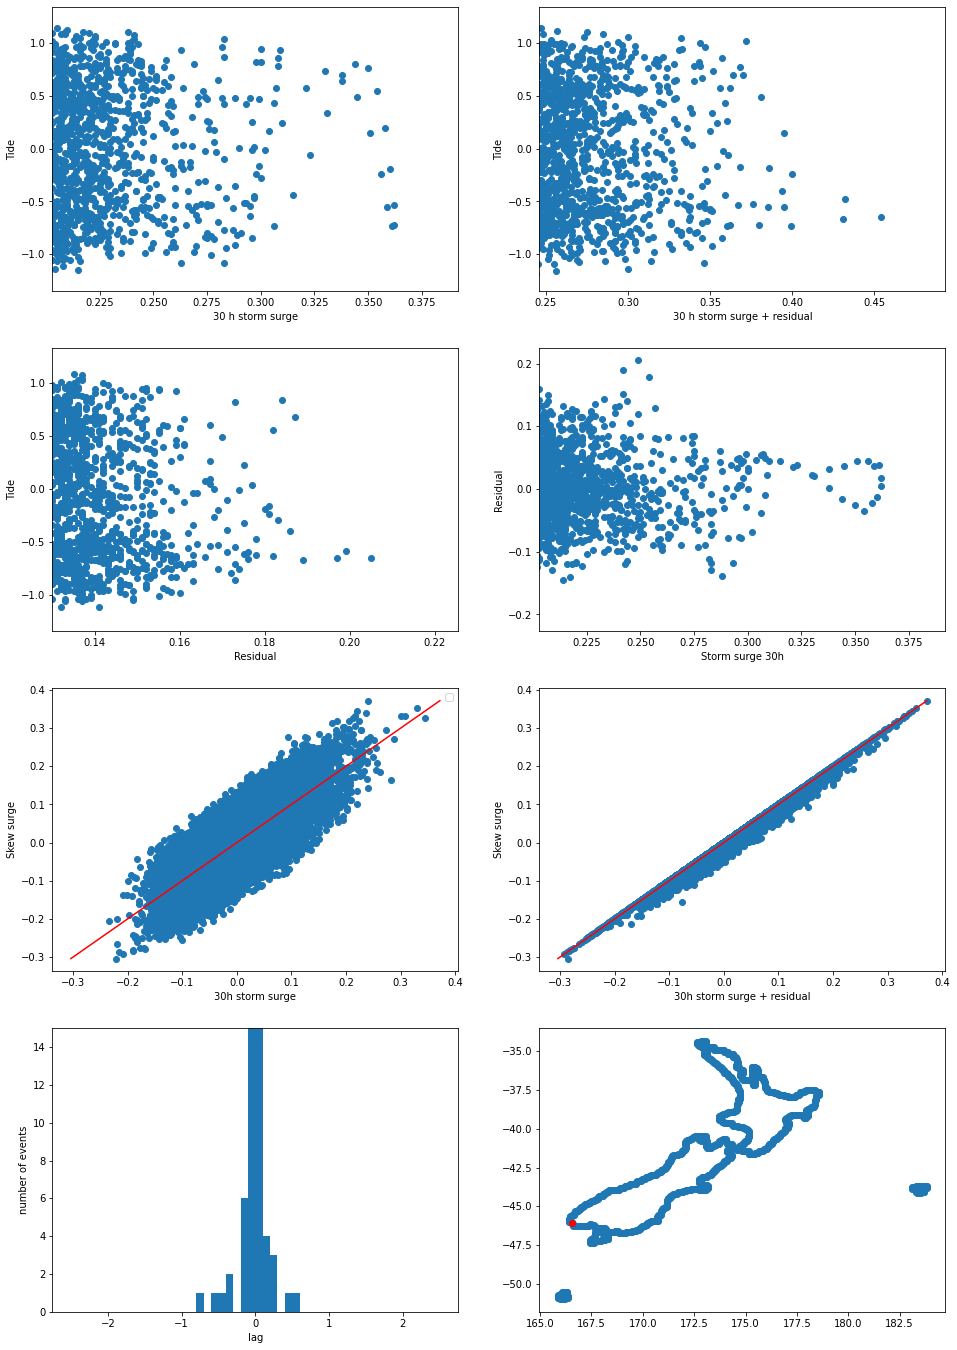 1.0
0.5
0.0
−0.5
−1.0
Tide
0.225 0.250 0.275 0.300 0.325 0.350 0.375
30 h storm surge
1.0
0.5
0.0
−0.5
−1.0
Tide
0.25 0.30 0.35 0.40 0.45
30 h storm surge + residual
1.0
0.5
0.0
−0.5
−1.0
Tide
0.14 0.16 0.18 0.20 0.22
Residual
0.2
0.1
0.0
−0.1
−0.2
Residual
0.225 0.250 0.275 0.300 0.325 0.350 0.375
Storm surge 30h
0.4
0.3
0.2
0.1
0.0
−0.1
−0.2
−0.3
Skew surge
−0.3 −0.2 −0.1 0.0 0.1 0.2 0.3 0.4
30h storm surge
0.4
0.3
0.2
0.1
0.0
−0.1
−0.2
−0.3
Skew surge
−0.3 −0.2 −0.1 0.0 0.1 0.2 0.3 0.4
30h storm surge + residual
14
12
10
8
6
4
2
0
number of events
−2 −1 0 1 2
lag
−35.0
−37.5
−40.0
−42.5
−45.0
−47.5
−50.0
165.0 167.5 170.0 172.5 175.0 177.5 180.0 182.5